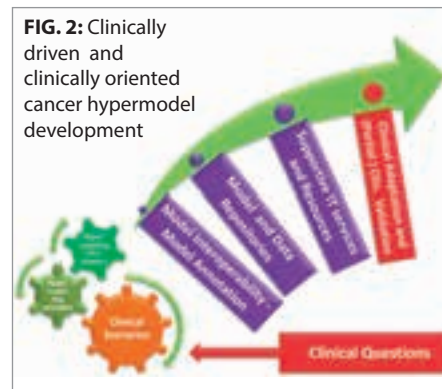 FIG. 2: Clinically
driven and
clinically oriented
cancer hypermodel
development
Model Interoperability
Model Annotation
Model and Data
Repositories
Supportive IT services
and Resources
Clinical Adaptation and
Validation
Clinical
Scenarios
Clinical Questions